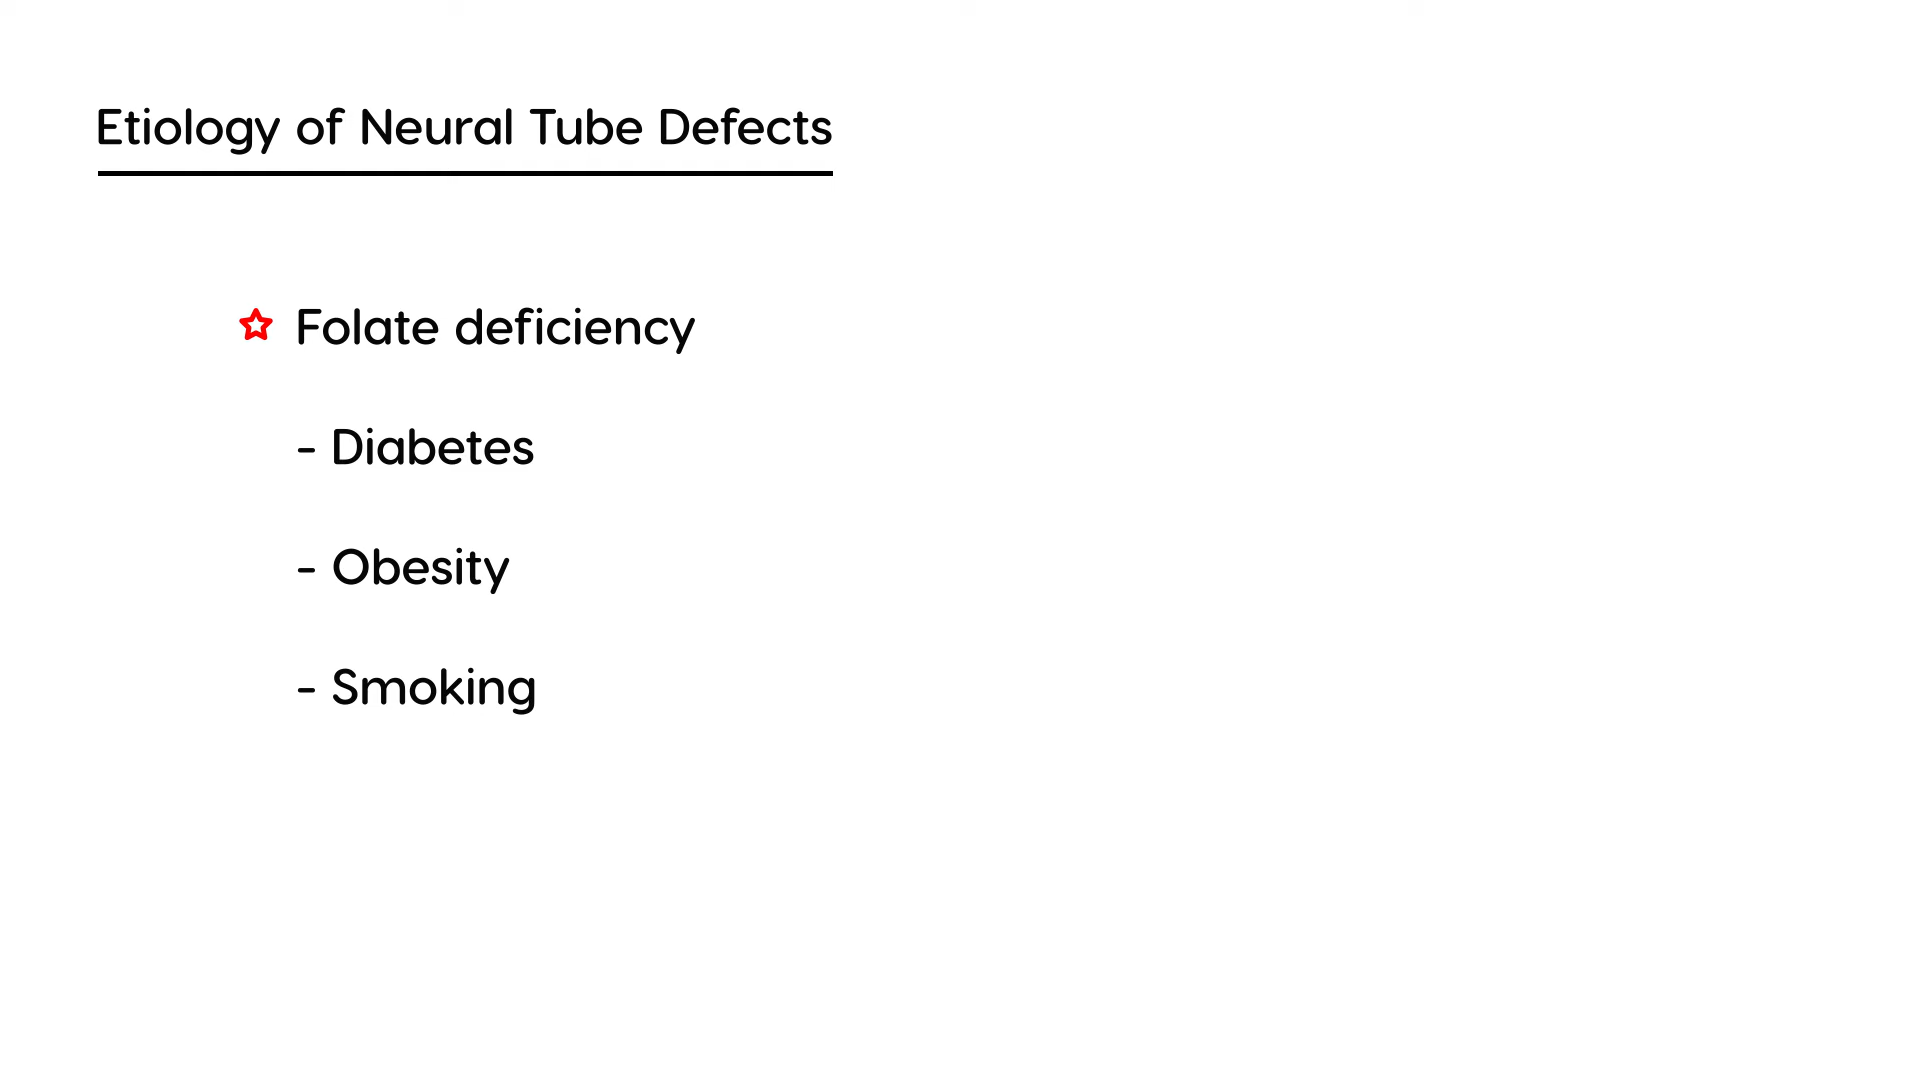 Etiology of Neural Tube Defects
Folate deficiency
- Diabetes
- Obesity
- Smoking